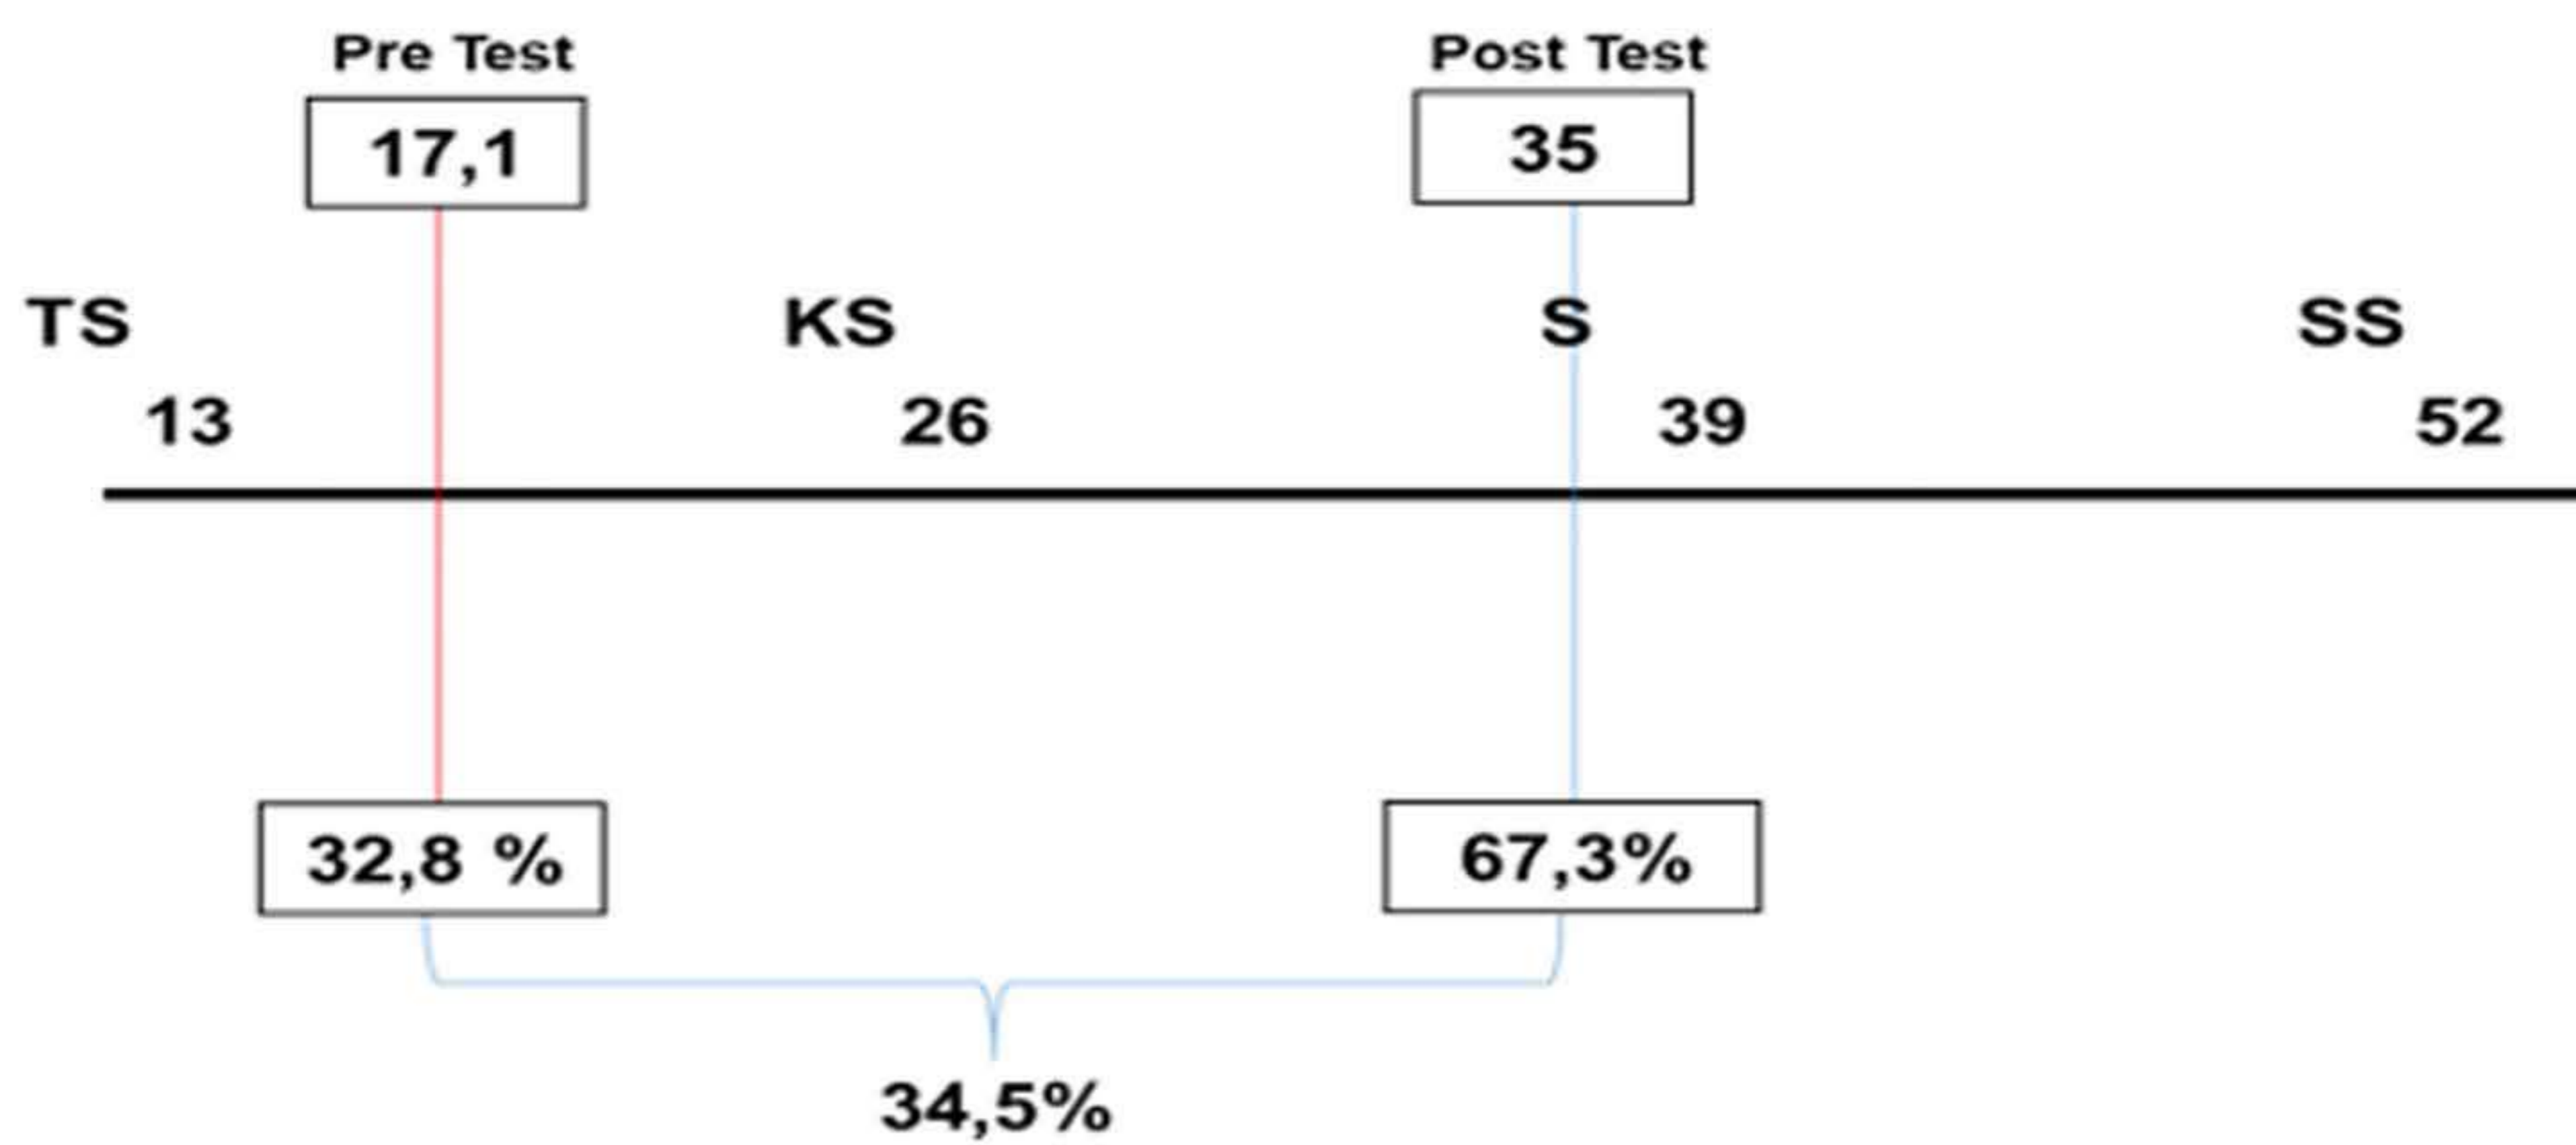 Pre Test Post Test
17,1 35
TS KS S SS
13 26 39 52
32,8 % 67,3%
34,5%